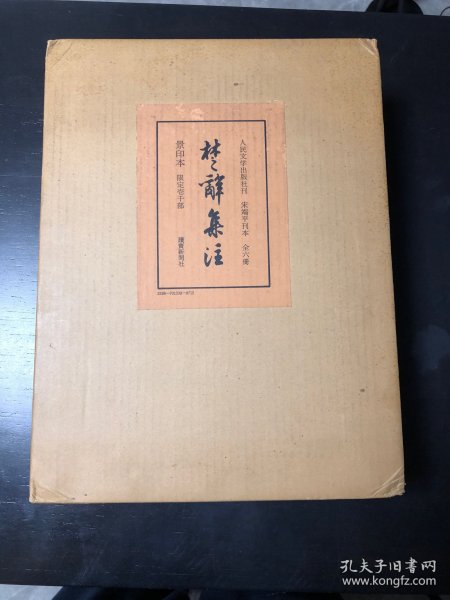 人民文学出版社刊 宋端平刊本 全六冊
楚辭集注
景印本 限定壱千部
讀賣新聞社
孔夫子旧书网
www.kongfz.com